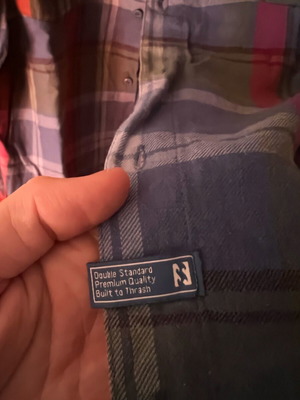 Double Standard
Premium Quality
Built to Thrash